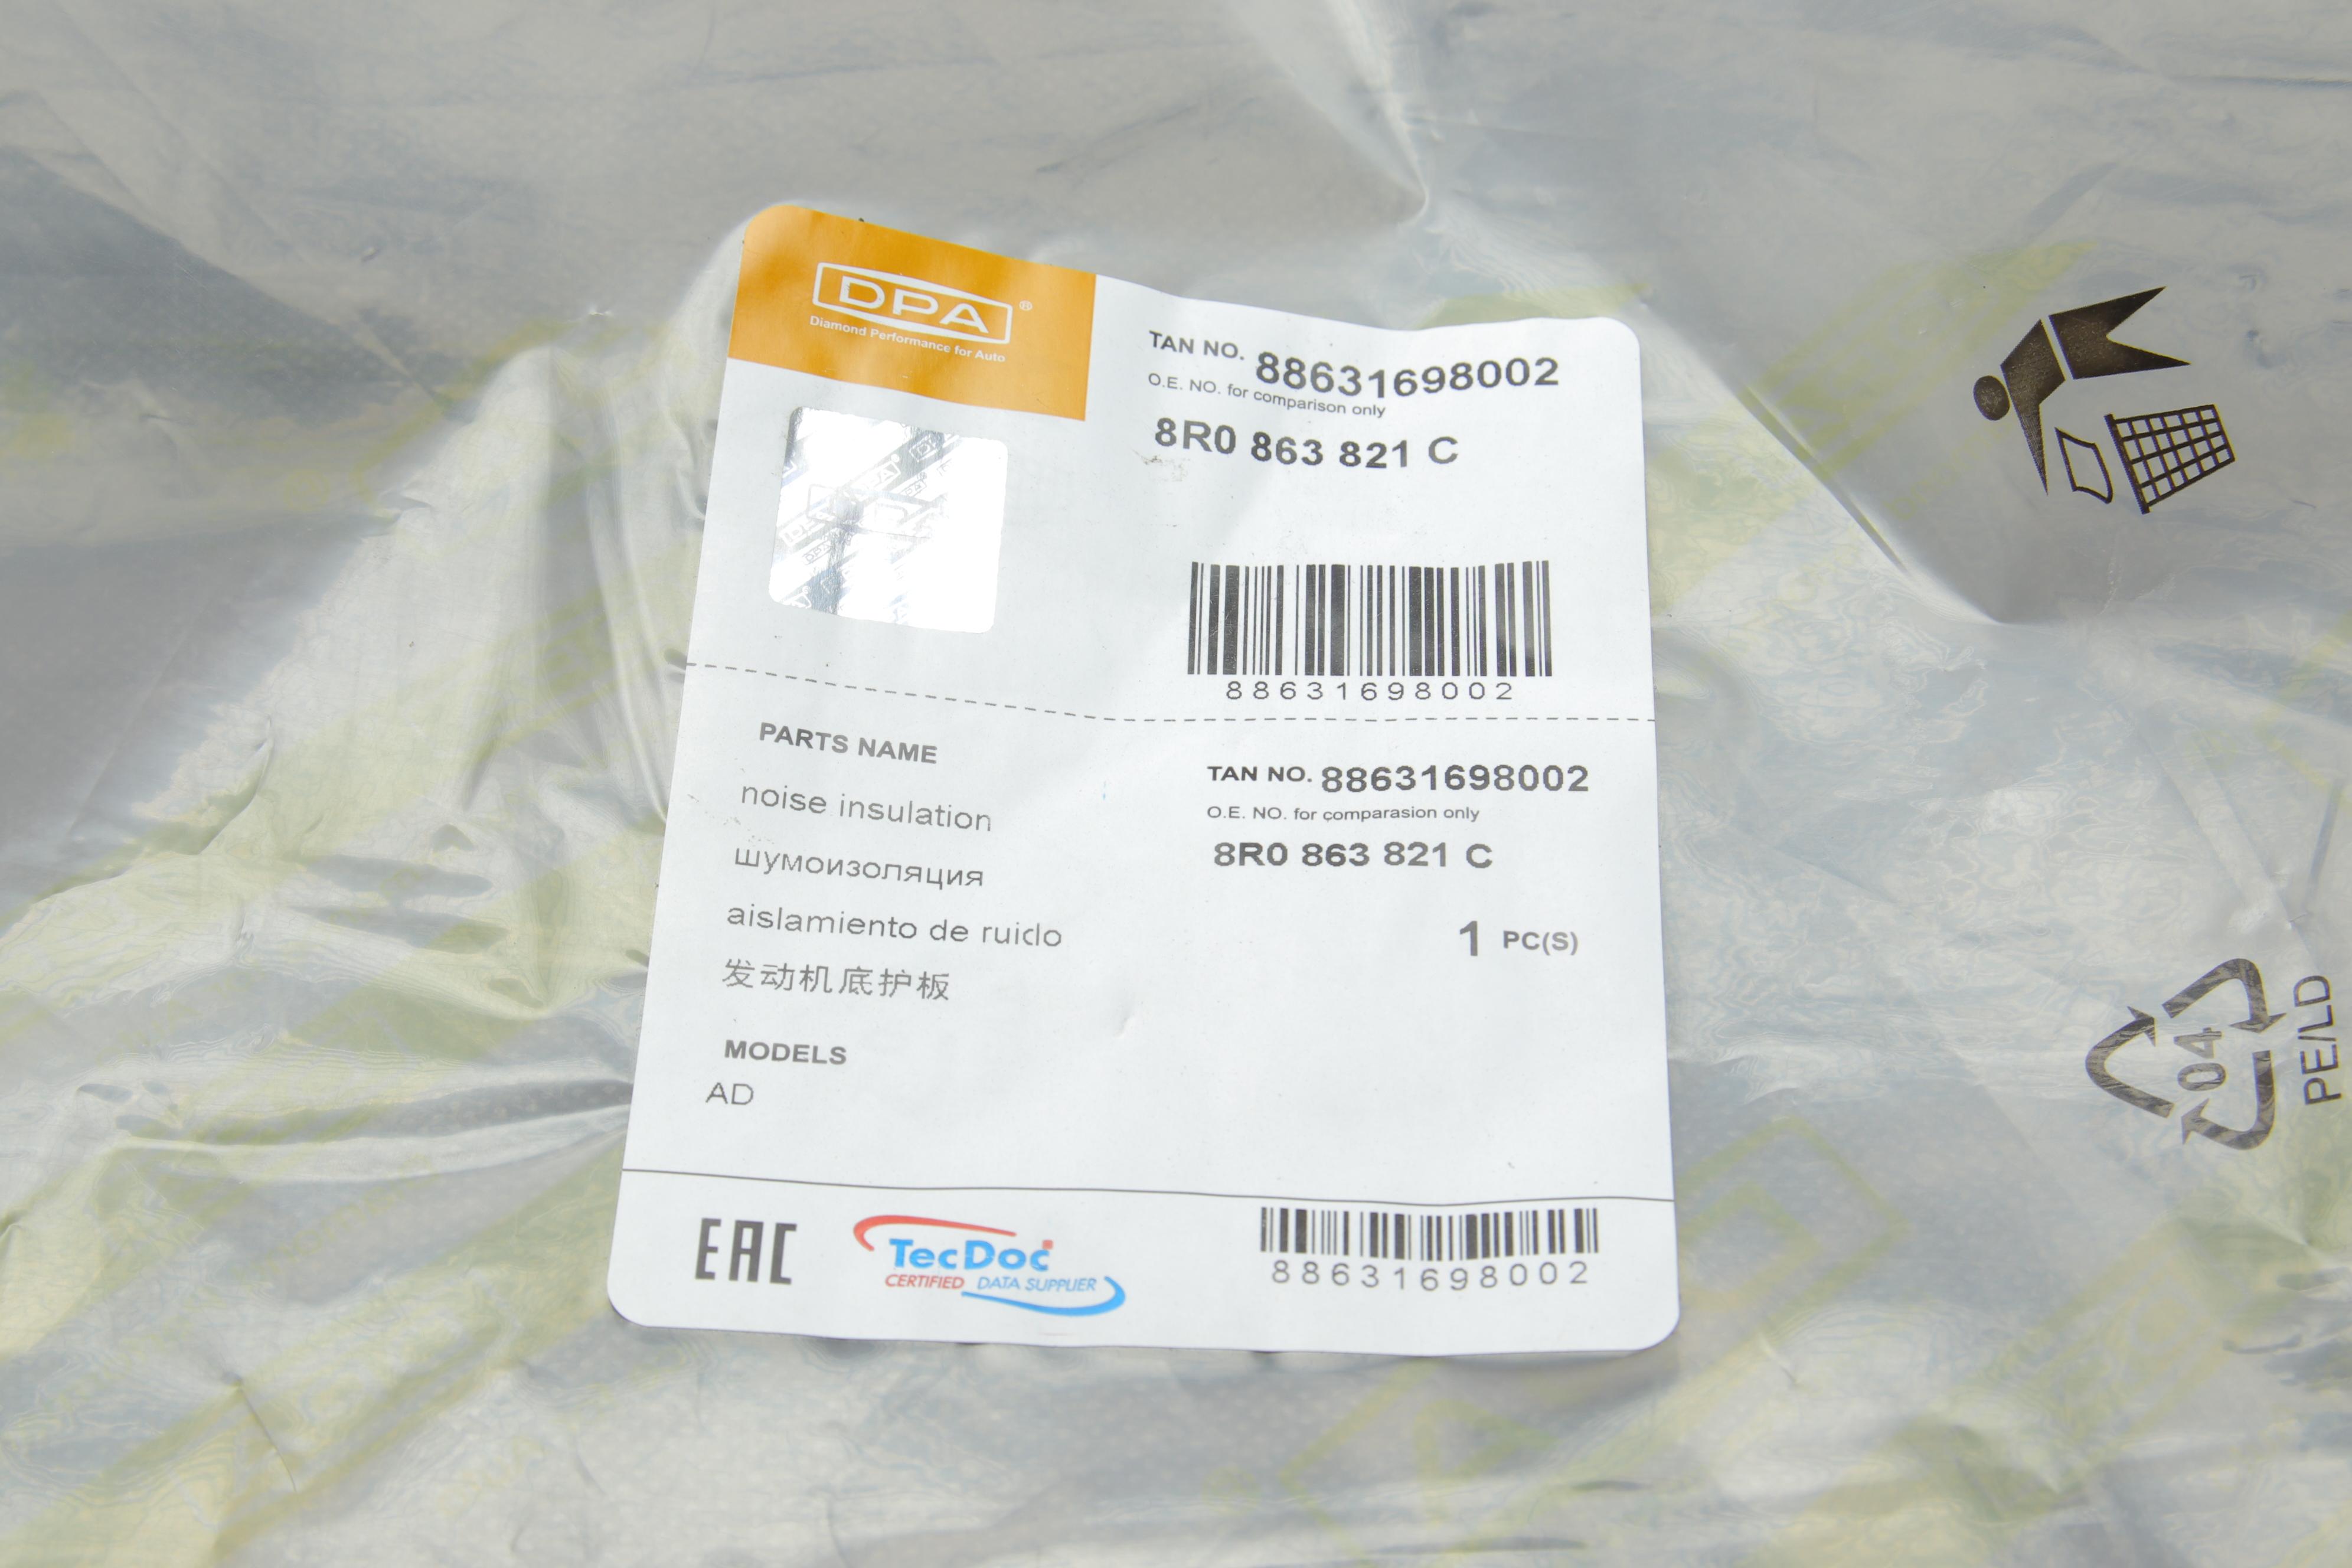 DPA®
Diamond Performance for Auto
TAN NO. 88631698002
O.E. NO. for comparison only
8R0 863 821 C
88631698002
PARTS NAME
noise insulation
шумоизоляция
aislamiento de ruido
发动机底护板
MODELS
AD
TAN NO. 88631698002
O.E. NO. for comparasion only
8R0 863 821 C
1 PC(S)
EAC
TecDoc
CERTIFIED DATA SUPPLIER
88631698002
04
PE/LD